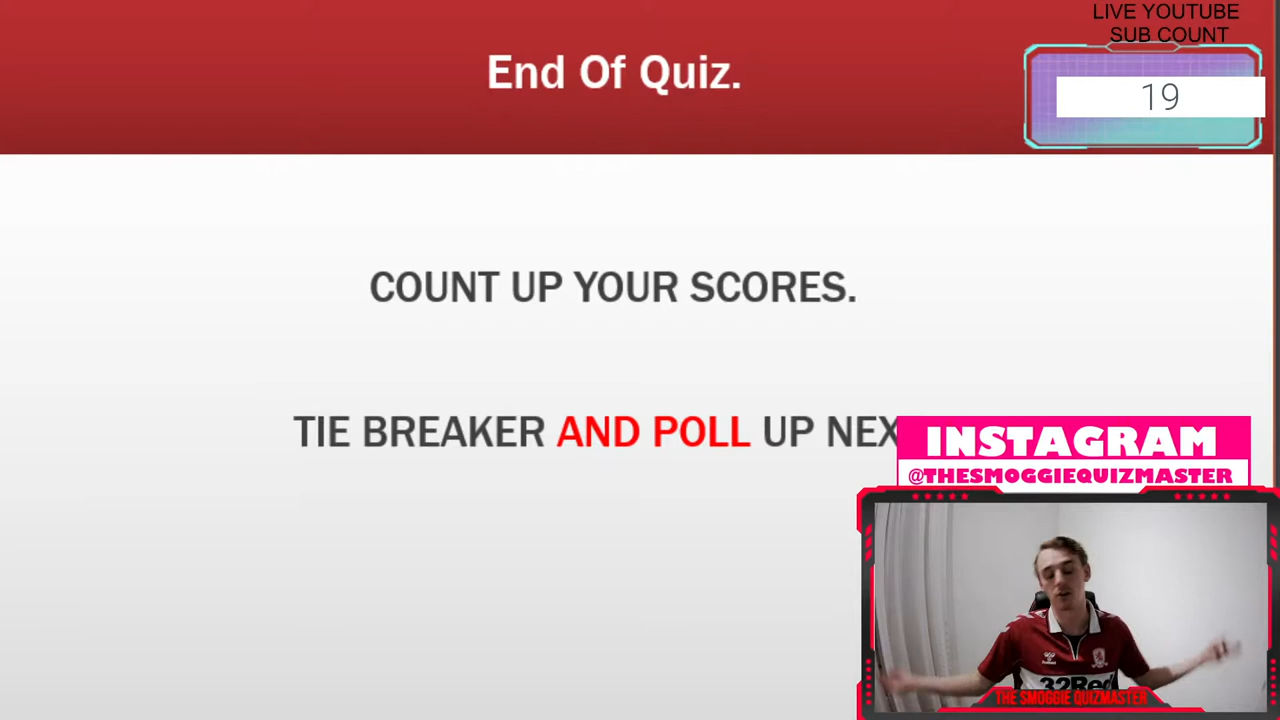 LIVE YOUTUBE
SUB COUNT
End Of Quiz.
19
COUNT UP YOUR SCORES.
TIE BREAKER AND POLL UP NEX
INSTAGRAM
@THESMOGGIEQUIZMASTER
32Red
THE SMOGGIE QUIZMASTER